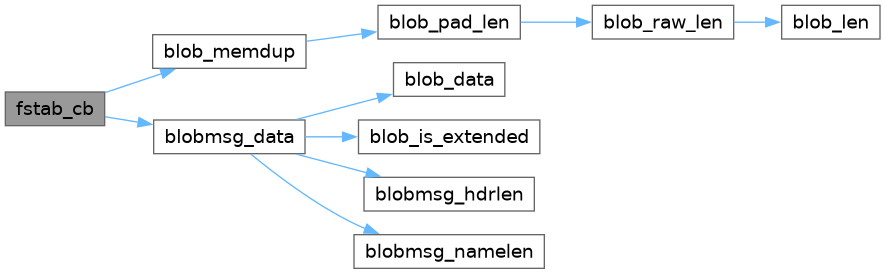 fstab_cb
blob_memdup
blob_pad_len
blob_raw_len
blob_len
blobmsg_data
blob_data
blob_is_extended
blobmsg_hdrlen
blobmsg_namelen